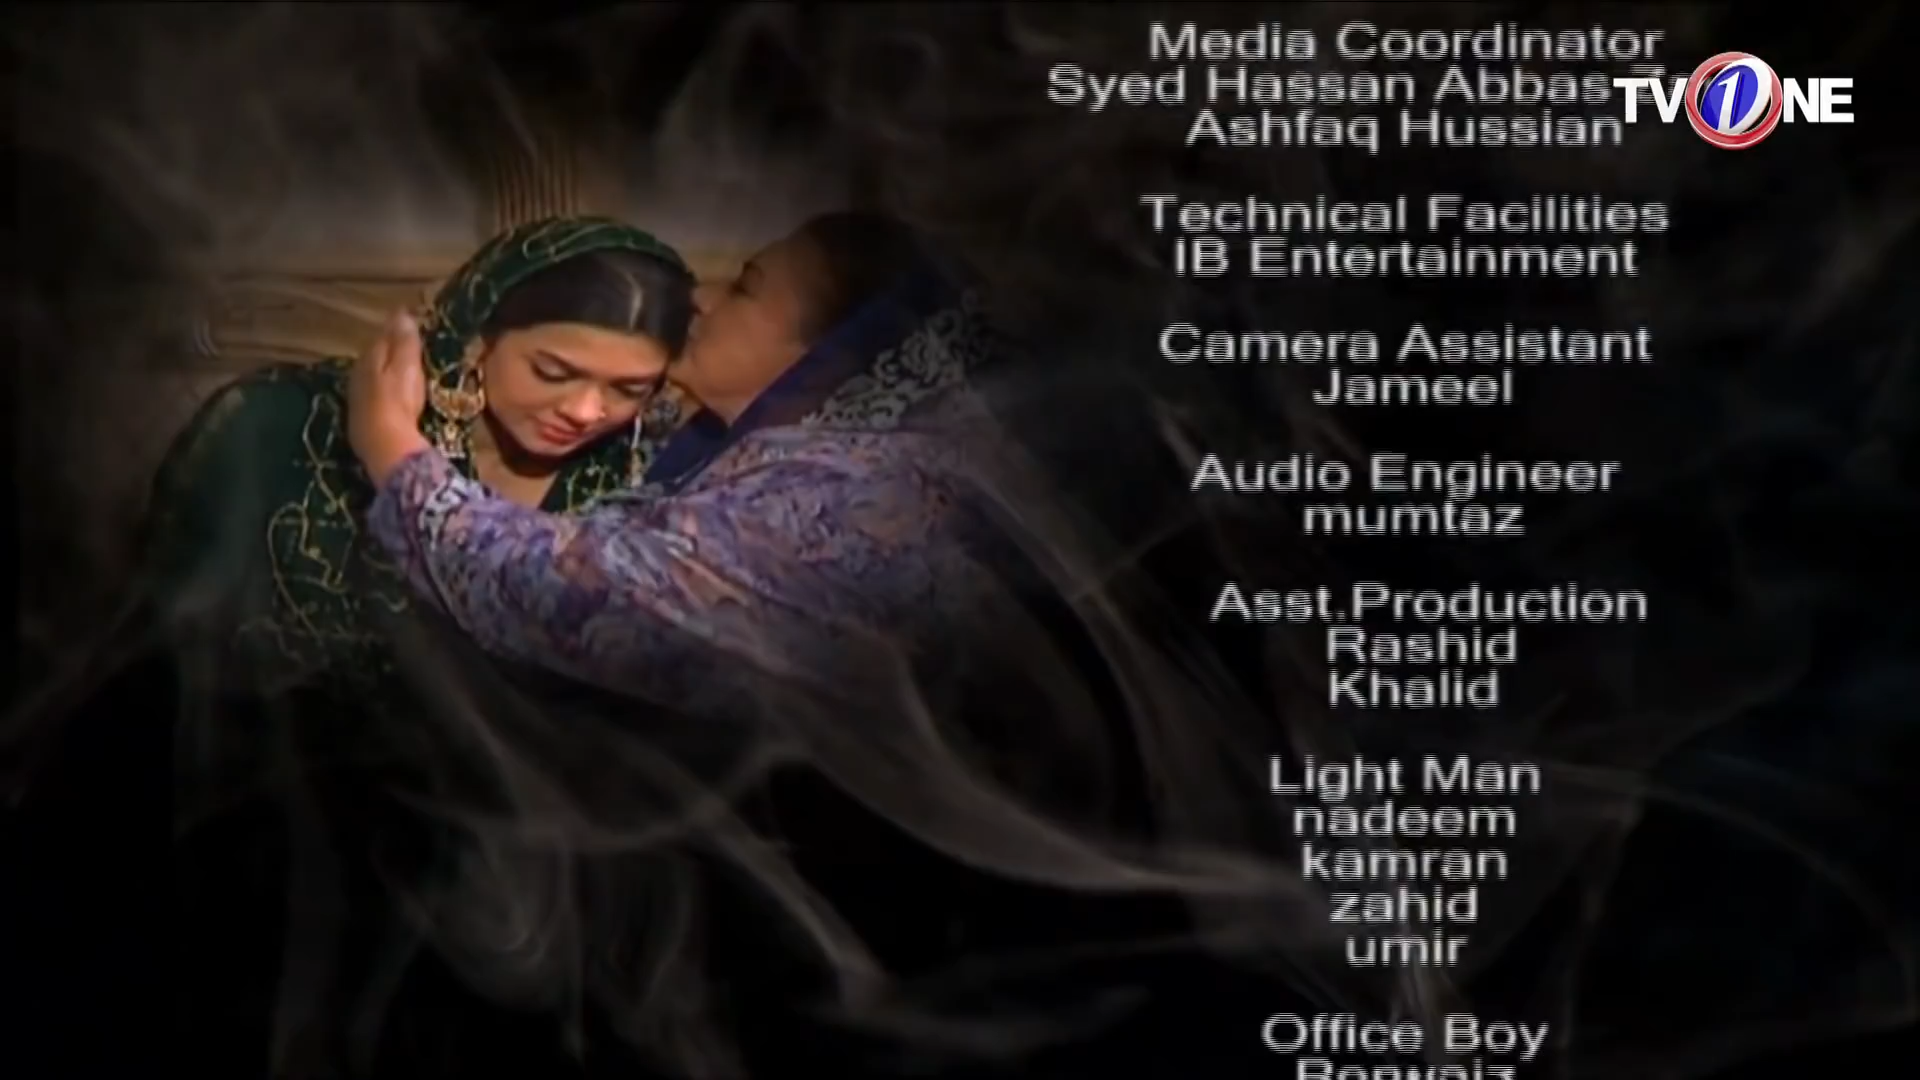 Media Coordinator
Syed Hassan Abbas
Ashfaq Hussian
TV ONE
Technical Facilities
IB Entertainment
Camera Assistant
Jameel
Audio Engineer
mumtaz
Asst.Production
Rashid
Khalid
Light Man
nadeem
kamran
zahid
umir
Office Boy